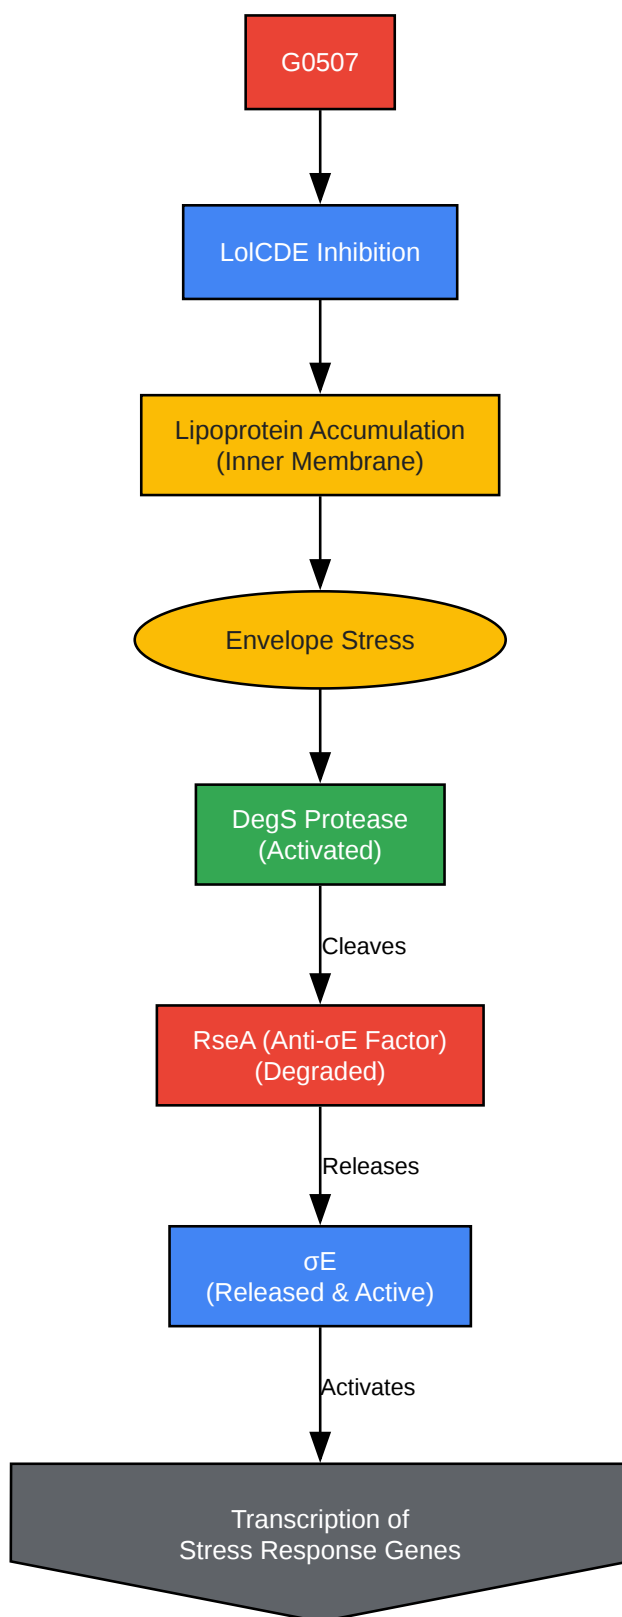 G0507
LolCDE Inhibition
Lipoprotein Accumulation
(Inner Membrane)
Envelope Stress
DegS Protease
(Activated)
Cleaves
RseA (Anti-σE Factor)
(Degraded)
Releases
σE
(Released & Active)
Activates
Transcription of
Stress Response Genes